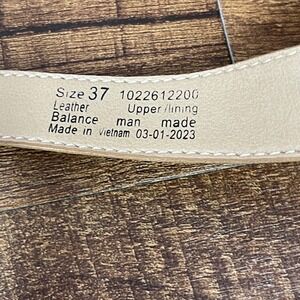 Size 37 1022612200
Leather Upper/lining
Balance man made
Made in Vietnam 03-01-2023